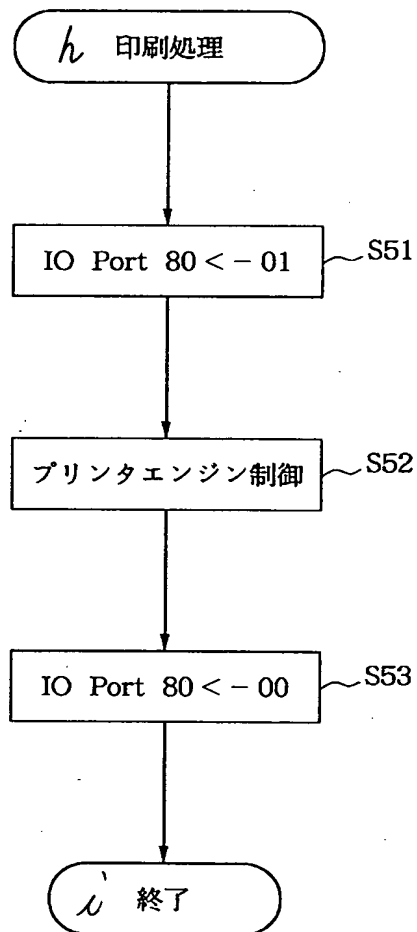 h 印刷処理
IO Port 80 < - 01
S51
プリンタエンジン制御
S52
IO Port 80 < - 00
S53
i 終了